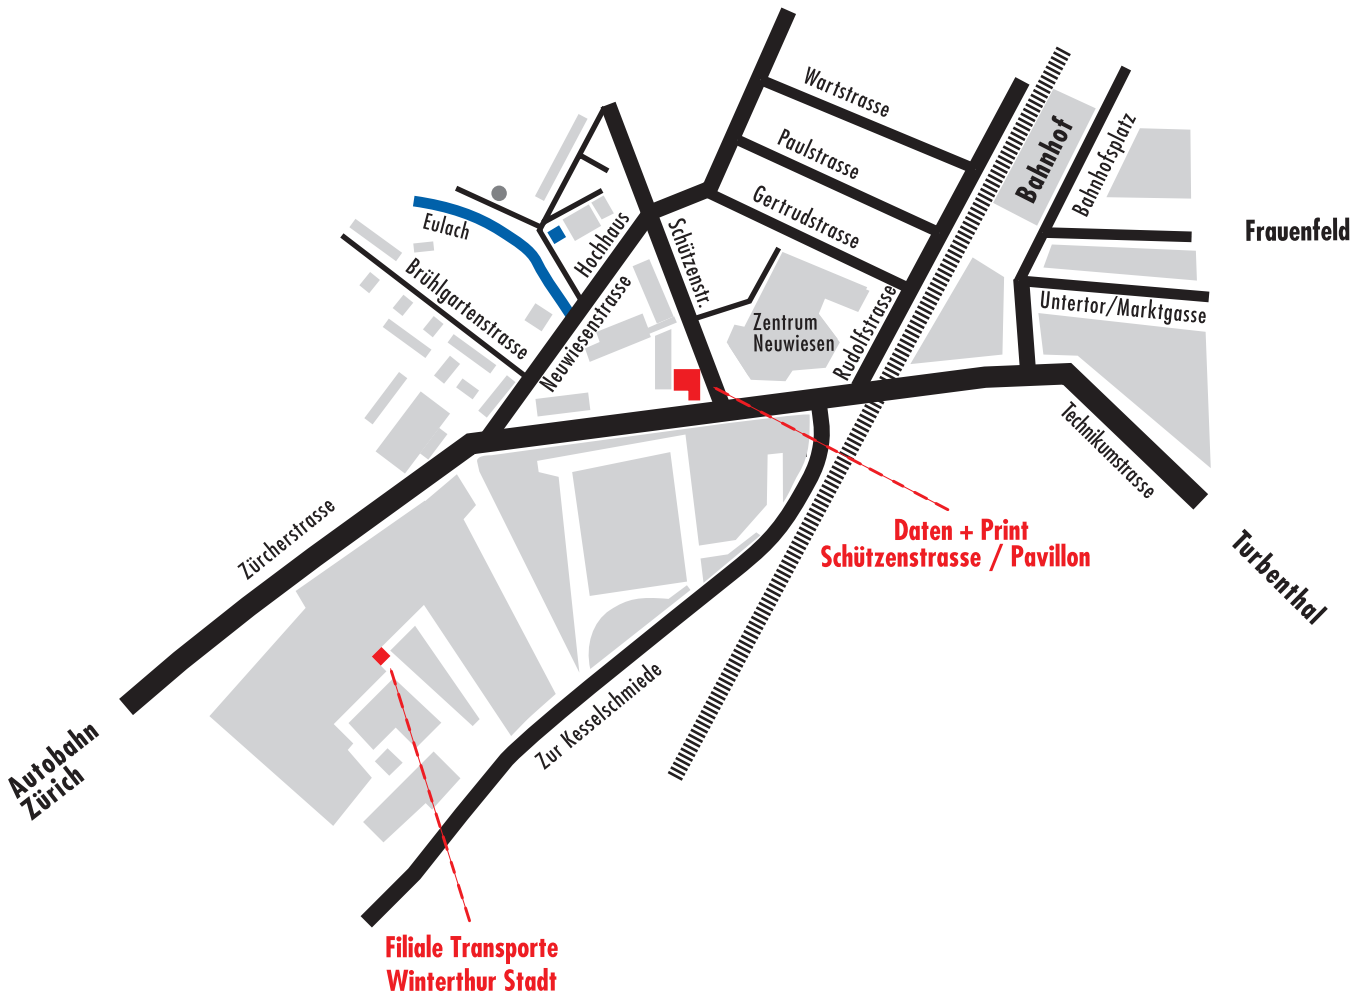 Wartstrasse
Paulstrasse
Gertrudstrasse
Bahnhof
Bahnhofsplatz
Frauenfeld
Eulach
Hochhaus
Schützenstr.
Brühlgartenstrasse
Neuwiesenstrasse
Zentrum
Neuwiesen
Rudolfstrasse
Untertor/Marktgasse
Technikumstrasse
Zürcherstrasse
Daten + Print
Schützenstrasse / Pavillon
Turbenthal
Zur Kesselschmiede
Autobahn
Zürich
Filiale Transporte
Winterthur Stadt